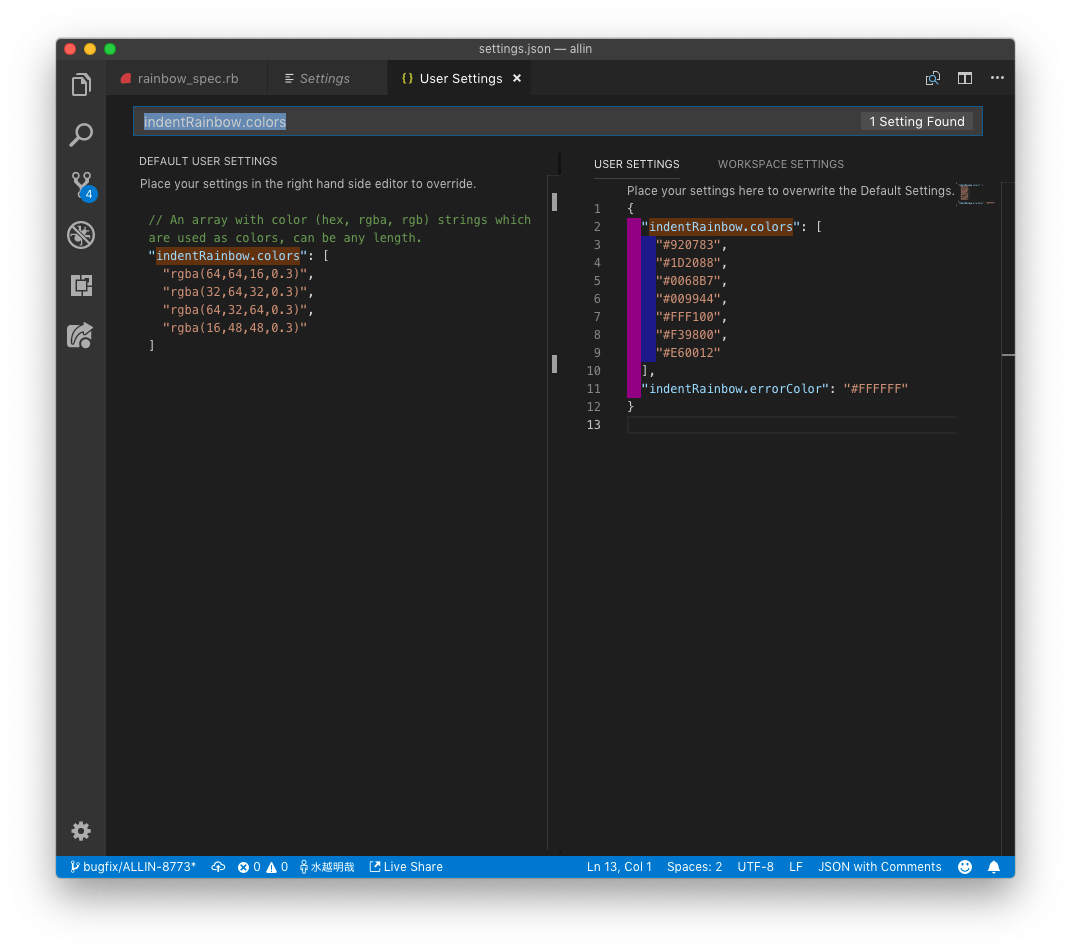 settings.json — allin
rainbow_spec.rb
Settings
{} User Settings ×
indentRainbow.colors
1 Setting Found
DEFAULT USER SETTINGS
Place your settings in the right hand side editor to override.
// An array with color (hex, rgba, rgb) strings which
are used as colors, can be any length.
"indentRainbow.colors": [
"rgba(64,64,16,0.3)",
"rgba(32,64,32,0.3)",
"rgba(64,32,64,0.3)",
"rgba(16,48,48,0.3)"
]
USER SETTINGS
WORKSPACE SETTINGS
Place your settings here to overwrite the Default Settings.
1 {
2 "indentRainbow.colors": [
3 "#920783",
4 "#1D2088",
5 "#0068B7",
6 "#009944",
7 "#FFF100",
8 "#F39800",
9 "#E60012"
10 ],
11 "indentRainbow.errorColor": "#FFFFFF"
12 }
13
4
bugfix/ALLIN-8773*
0
0
水越明哉
Live Share
Ln 13, Col 1
Spaces: 2
UTF-8
LF
JSON with Comments